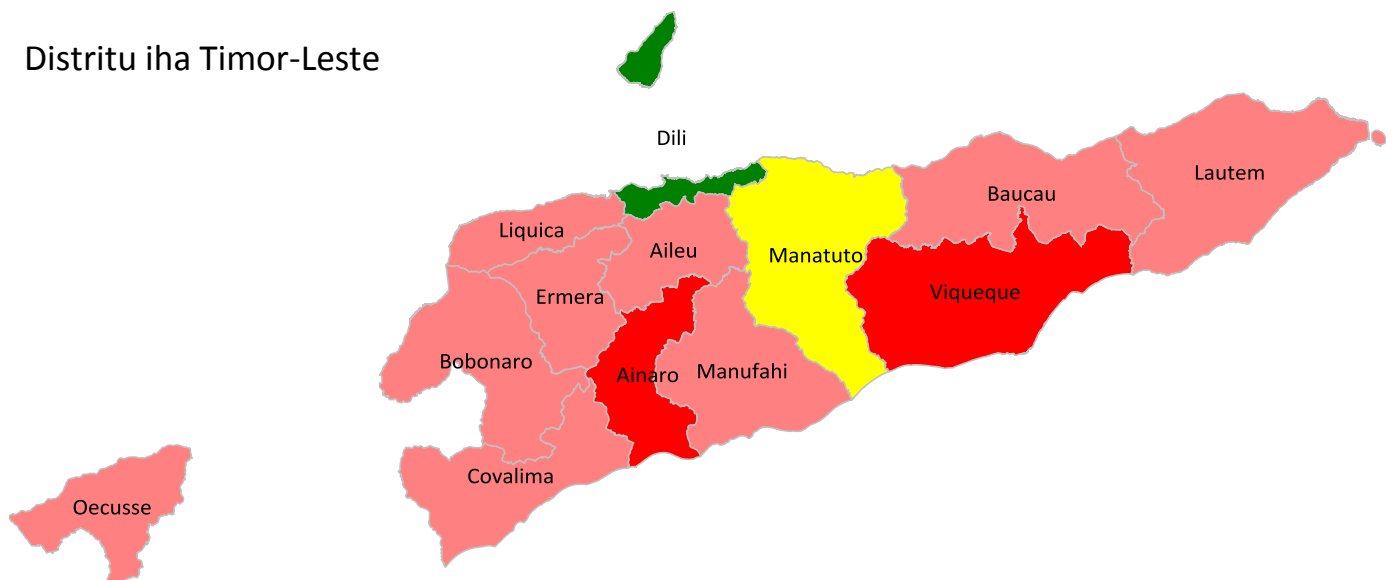 Distritu iha Timor-Leste
Dili
Lautem
Baucau
Liquica
Aileu
Manatuto
Viqueque
Ermera
Bobonaro
Ainaro
Manufahi
Covalima
Oecusse